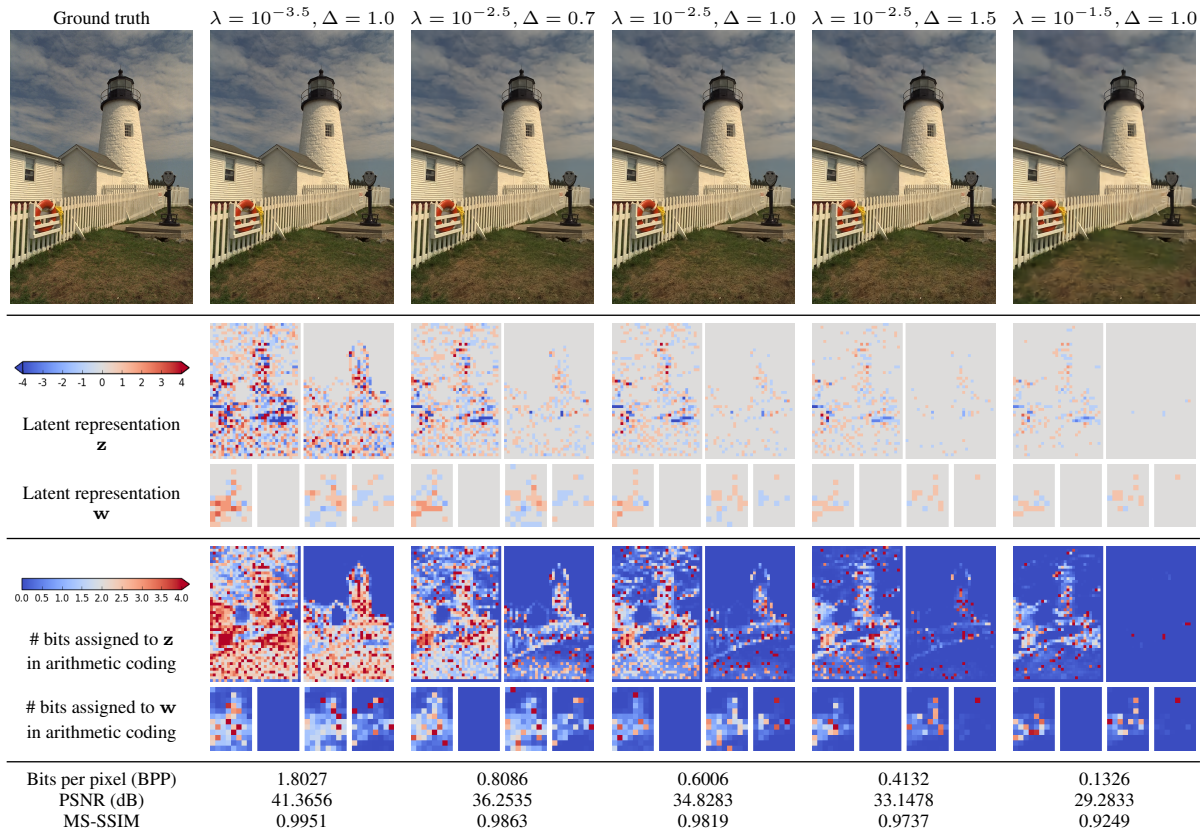 Ground truth
λ = 10^{-3.5}, Δ = 1.0
λ = 10^{-2.5}, Δ = 0.7
λ = 10^{-2.5}, Δ = 1.0
λ = 10^{-2.5}, Δ = 1.5
λ = 10^{-1.5}, Δ = 1.0
-4 -3 -2 -1 0 1 2 3 4
Latent representation
z
Latent representation
w
0.0 0.5 1.0 1.5 2.0 2.5 3.0 3.5 4.0
# bits assigned to z
in arithmetic coding
# bits assigned to w
in arithmetic coding
Bits per pixel (BPP) 1.8027 0.8086 0.6006 0.4132 0.1326
PSNR (dB) 41.3656 36.2535 34.8283 33.1478 29.2833
MS-SSIM 0.9951 0.9863 0.9819 0.9737 0.9249